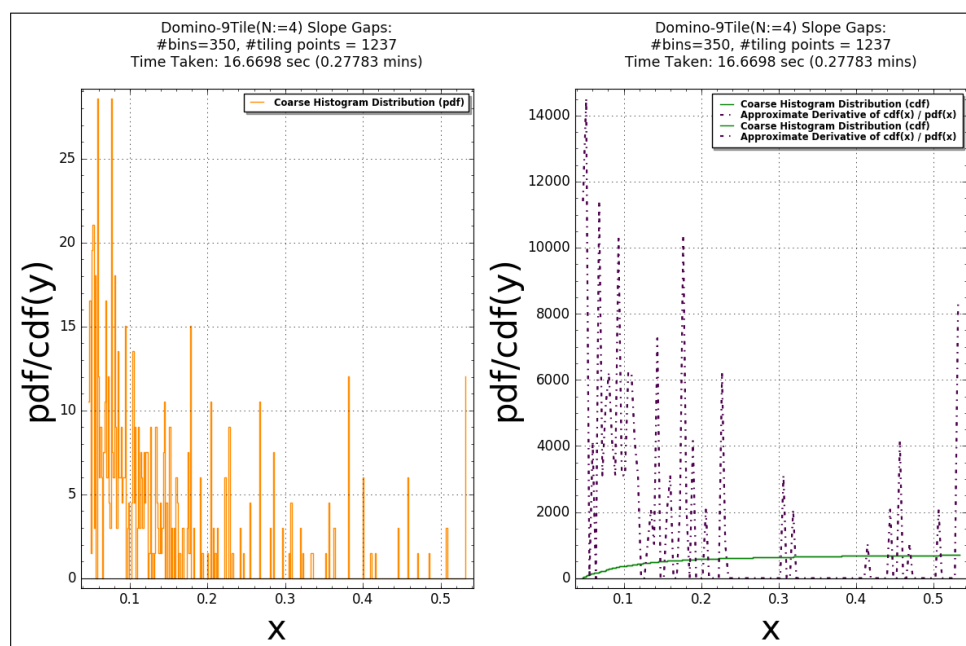 Domino-9Tile(N:=4) Slope Gaps:
#bins=350, #tiling points = 1237
Time Taken: 16.6698 sec (0.27783 mins)
Coarse Histogram Distribution (pdf)
25
20
15
10
5
0
0.1 0.2 0.3 0.4 0.5
pdf/cdf(y)
x
Domino-9Tile(N:=4) Slope Gaps:
#bins=350, #tiling points = 1237
Time Taken: 16.6698 sec (0.27783 mins)
Coarse Histogram Distribution (cdf)
Approximate Derivative of cdf(x) / pdf(x)
Coarse Histogram Distribution (cdf)
Approximate Derivative of cdf(x) / pdf(x)
14000
12000
10000
8000
6000
4000
2000
0
0.1 0.2 0.3 0.4 0.5
pdf/cdf(y)
x